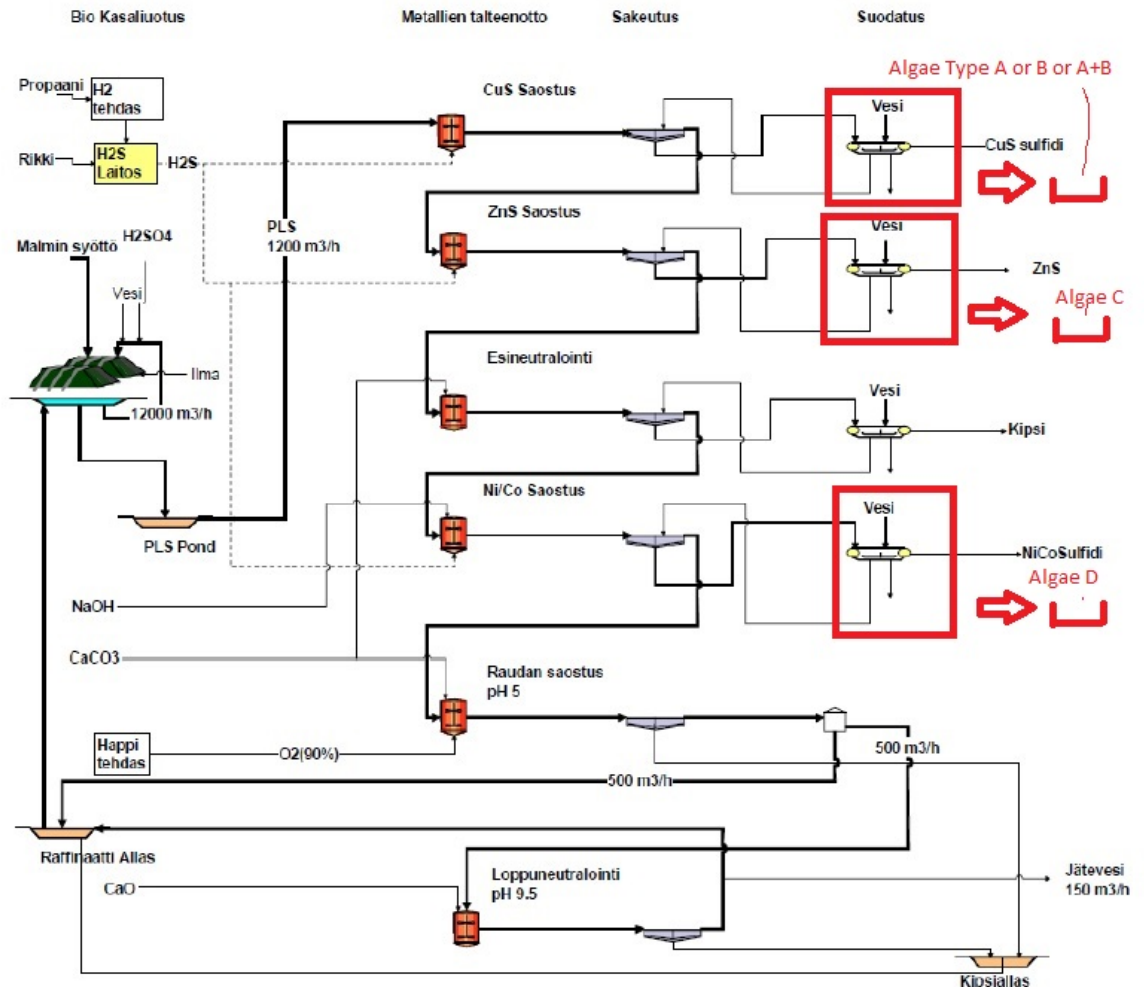 Bio Kasaliuotus
Metallien talteenotto
Sakeutus
Suodatus
Algae Type A or B or A+B
Propaani
H2
tehdas
CuS Saostus
Vesi
Rikki
H2S
Laitos
H2S
CuS sulfidi
PLS
1200 m3/h
ZnS Saostus
Vesi
H2SO4
Malmin syöttö
ZnS
Vesi
Algae C
Esineutralointi
Ilma
Vesi
12000 m3/h
Kipsi
Ni/Co Saostus
Vesi
PLS Pond
NiCoSulfidi
Algae D
NaOH
CaCO3
Raudan saostus
pH 5
Happi
tehdas
O2(90%)
500 m3/h
500 m3/h
Raffinaatti Allas
Loppuneutralointi
pH 9.5
CaO
Jätevesi
150 m3/h
Kipsiallas